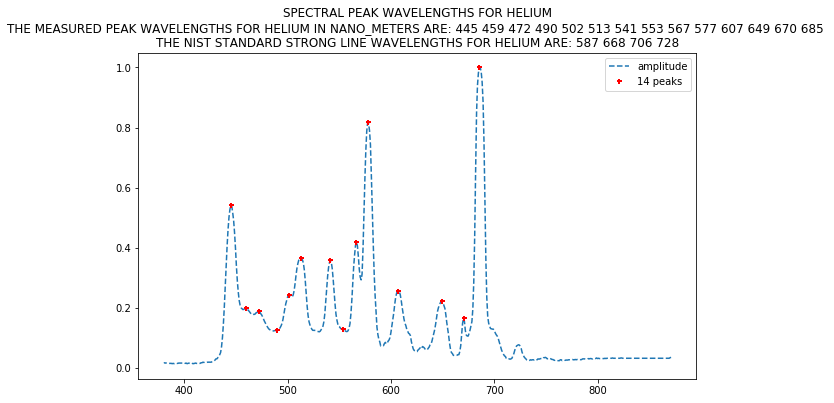 SPECTRAL PEAK WAVELENGTHS FOR HELIUM
THE MEASURED PEAK WAVELENGTHS FOR HELIUM IN NANO_METERS ARE: 445 459 472 490 502 513 541 553 567 577 607 649 670 685
THE NIST STANDARD STRONG LINE WAVELENGTHS FOR HELIUM ARE: 587 668 706 728
amplitude
14 peaks
1.0
0.8
0.6
0.4
0.2
0.0
400 500 600 700 800